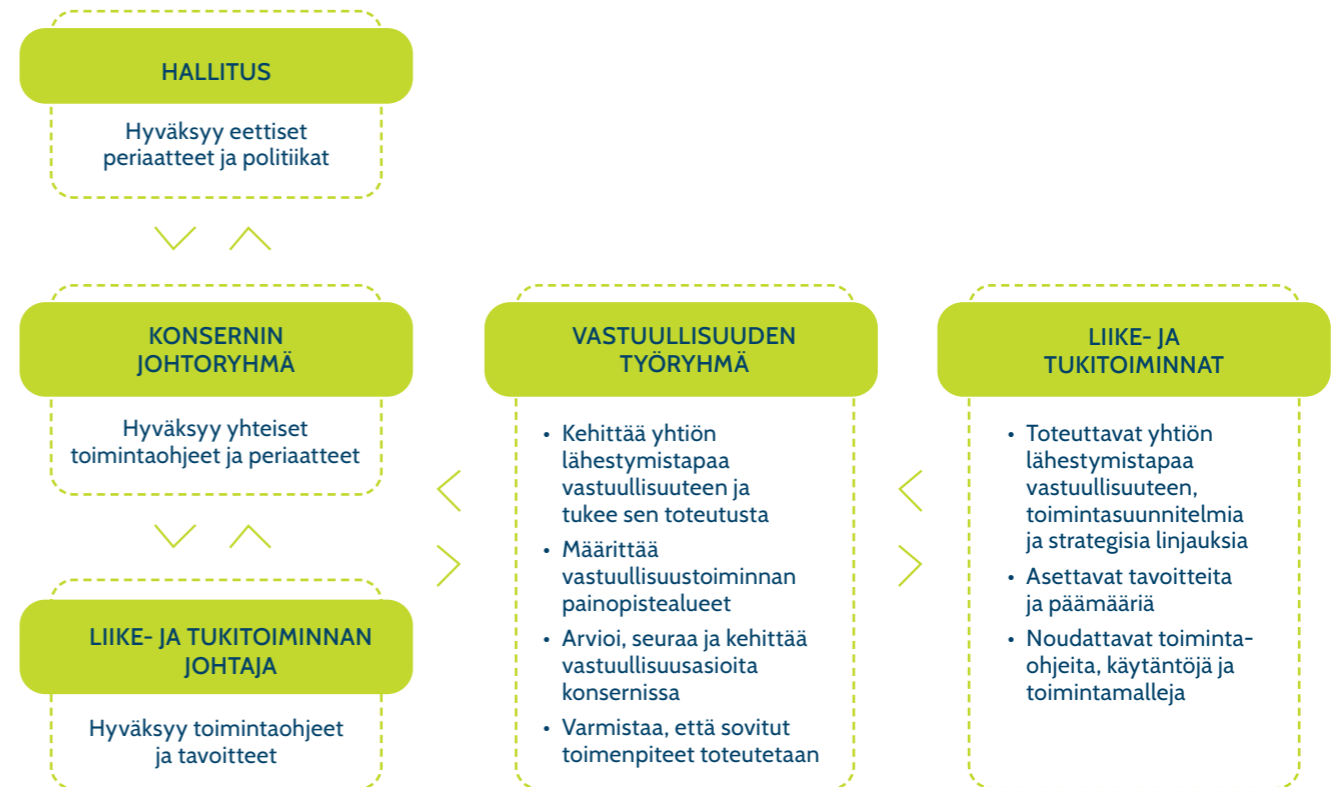 HALLITUS
Hyväksyy eettiset
periaatteet ja politiikat
KONSERNIN
JOHTORYHMÄ
Hyväksyy yhteiset
toimintaohjeet ja periaatteet
LIIKE- JA TUKITOIMINNAN
JOHTAJA
Hyväksyy toimintaohjeet
ja tavoitteet
VASTUULLISUUDEN
TYÖRYHMÄ
• Kehittää yhtiön
lähestymistapaa
vastuullisuuteen ja
tukee sen toteutusta
• Määrittää
vastuullisuustoiminnan
painopistealueet
• Arvioi, seuraa ja kehittää
vastuullisuusasioita
konsernissa
• Varmistaa, että sovitut
toimenpiteet toteutetaan
LIIKE- JA
TUKITOIMINNAT
• Toteuttavat yhtiön
lähestymistapaa
vastuullisuuteen,
toimintasuunnitelmia
ja strategisia linjauksia
• Asettavat tavoitteita
ja päämääriä
• Noudattavat toiminta-
ohjeita, käytäntöjä ja
toimintamalleja